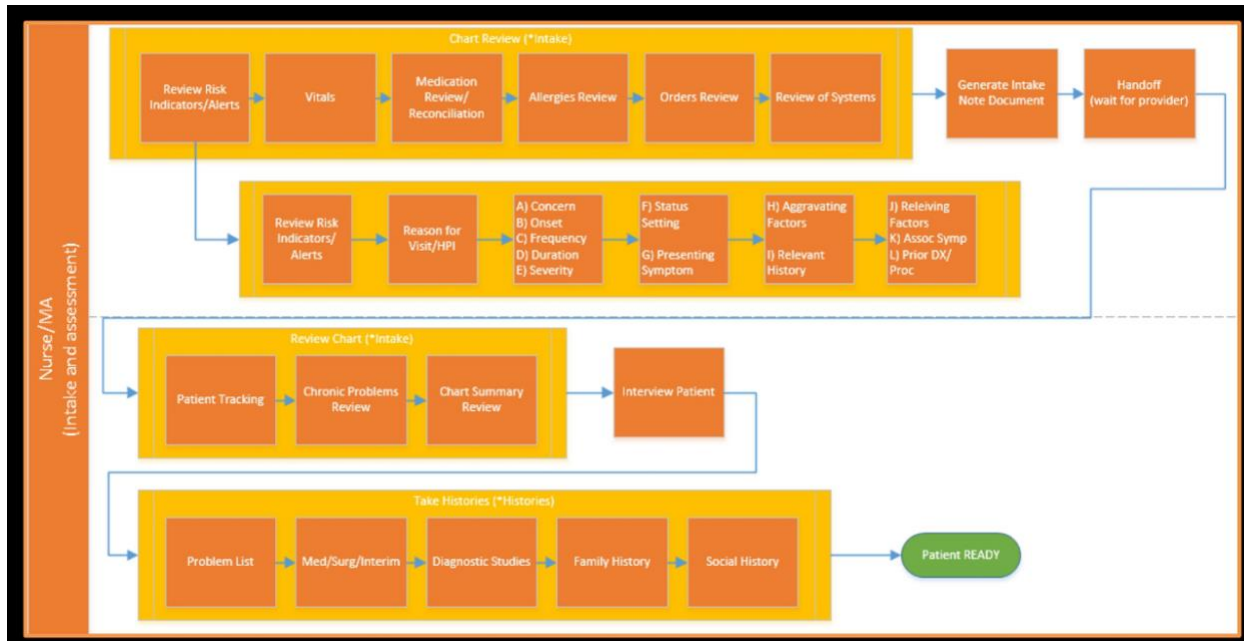 Nurse/MA
(Intake and assessment)
Chart Review (*Intake)
Review Risk
Indicators/Alerts
Vitals
Medication
Review/
Reconciliation
Allergies Review
Orders Review
Review of Systems
Generate Intake
Note Document
Handoff
(wait for provider)
Review Risk
Indicators/
Alerts
Reason for
Visit/HPI
A) Concern
B) Onset
C) Frequency
D) Duration
E) Severity
F) Status
Setting
G) Presenting
Symptom
H) Aggravating
Factors
I) Relevant
History
J) Releiving
Factors
K) Assoc Symp
L) Prior DX/
Proc
Review Chart (*Intake)
Patient Tracking
Chronic Problems
Review
Chart Summary
Review
Interview Patient
Take Histories (*Histories)
Problem List
Med/Surg/Interim
Diagnostic Studies
Family History
Social History
Patient READY